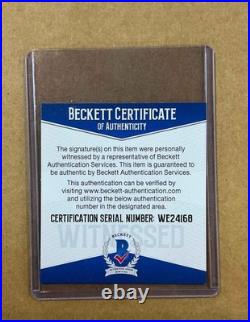 BECKETT CERTIFICATE
OF AUTHENTICITY
The signature(s) on this item were personally
witnessed by a representative of Beckett
Authentication Services. This is guaranteed to
be authentic by Beckett Authentication Services.
This authentication can be verified by
visiting www.beckett-authentication.com
and utilizing the below authentication
number in the designated area.
CERTIFICATION SERIAL NUMBER: WE24168
WITNESSED
BECKETT
B